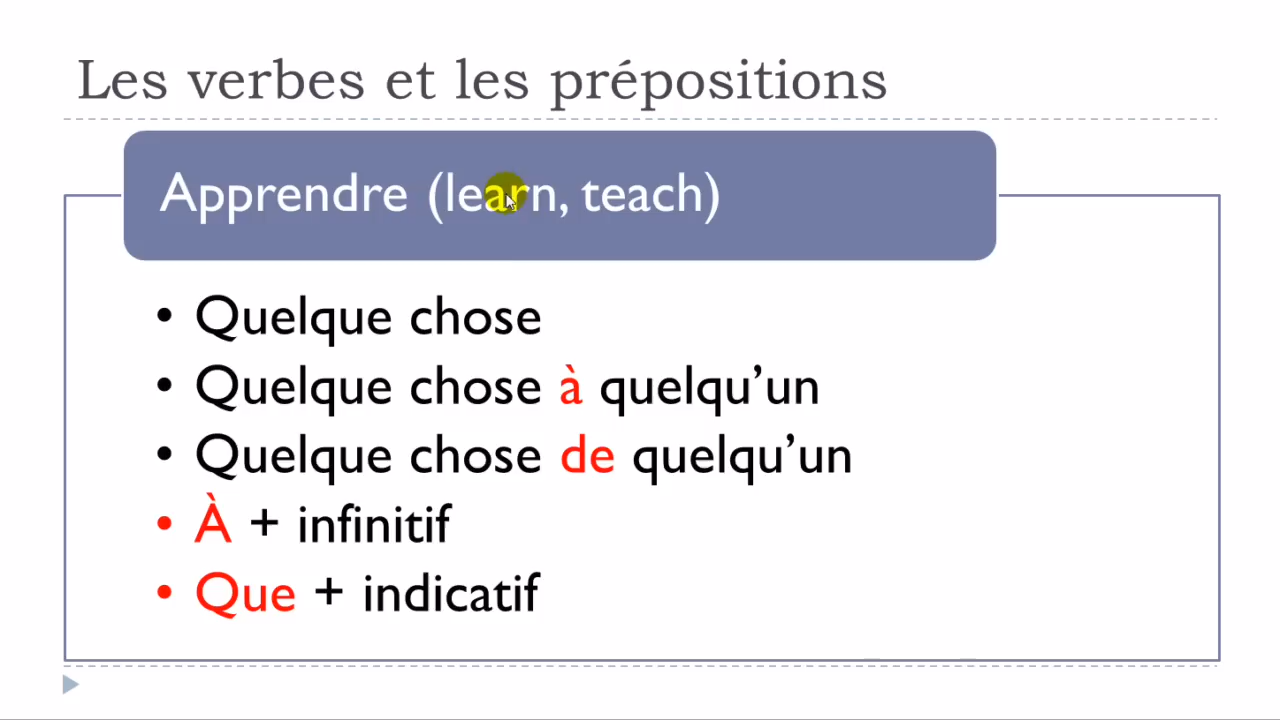 Les verbes et les prépositions
Apprendre (learn, teach)
• Quelque chose
• Quelque chose à quelqu’un
• Quelque chose de quelqu’un
• À + infinitif
• Que + indicatif